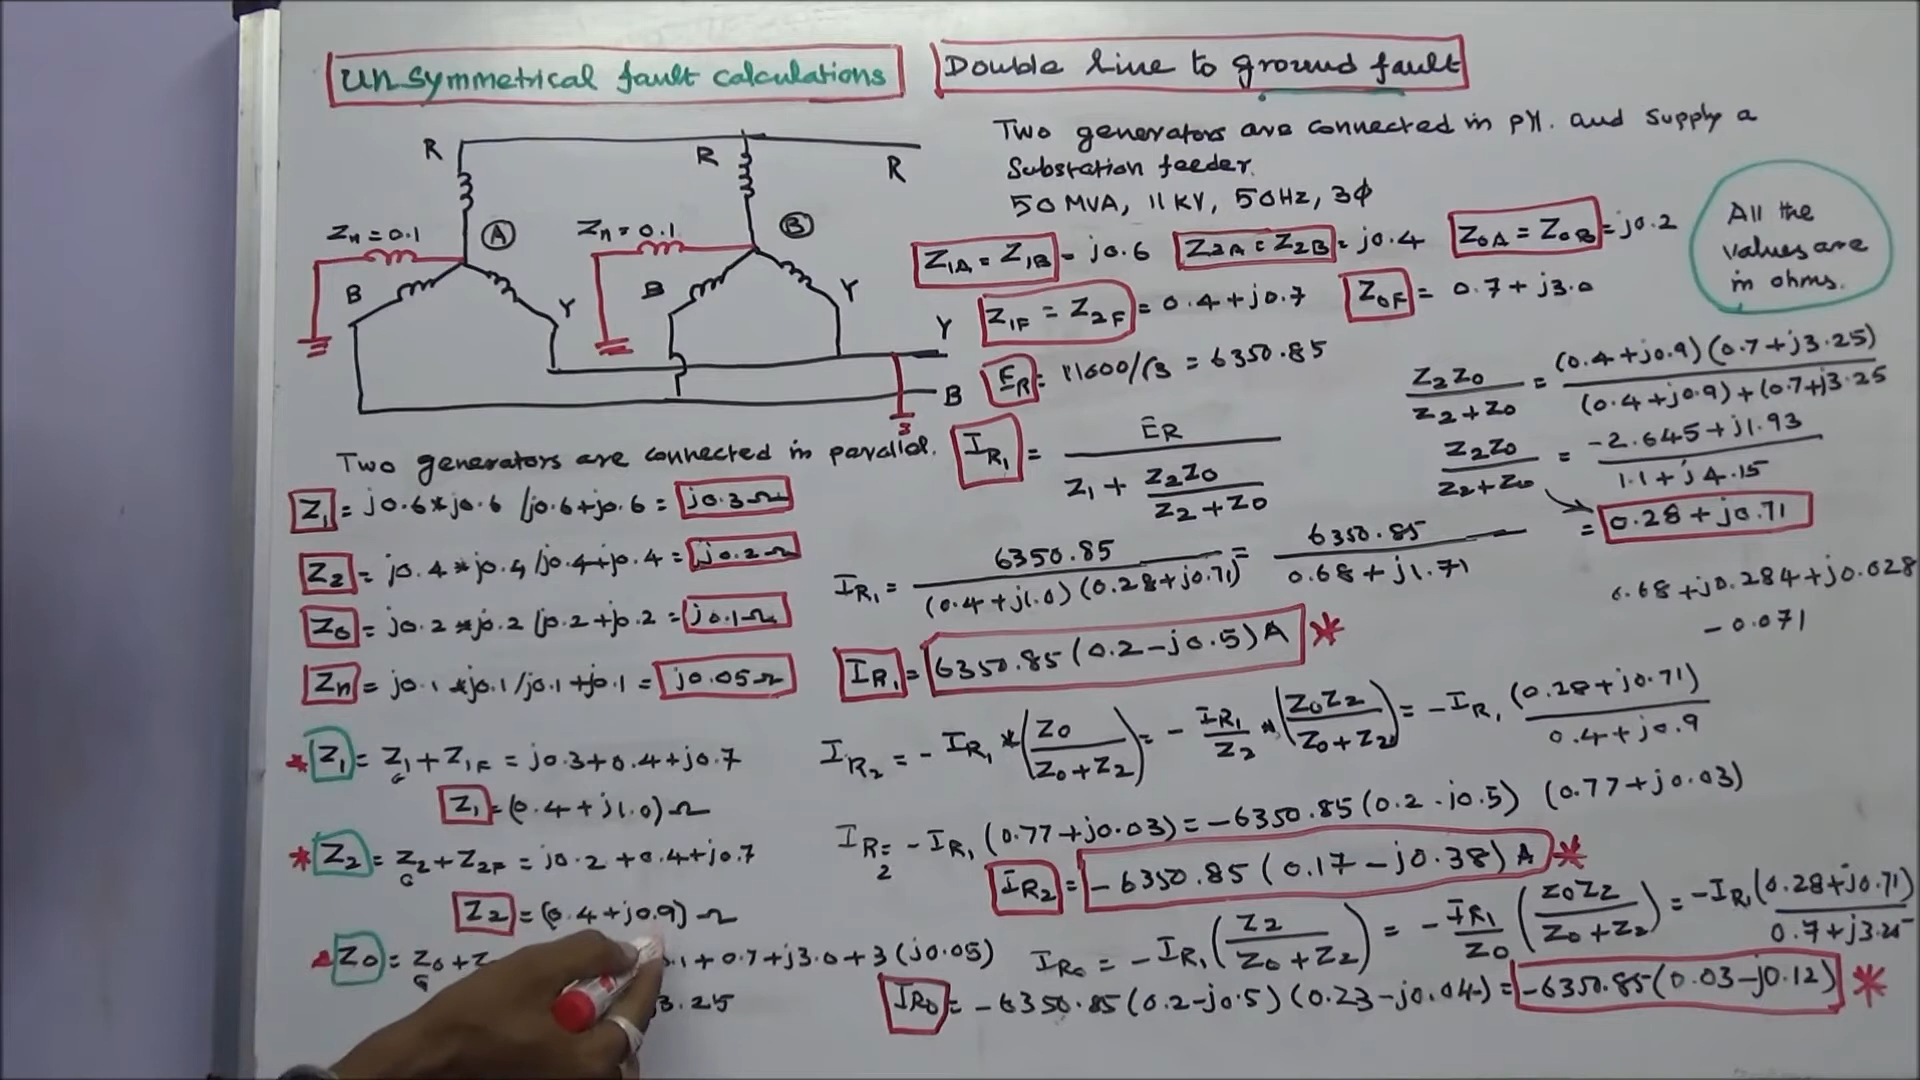 Unsymmetrical fault calculations
Double line to ground fault
R
R
R
Zn = 0.1
A
Zn = 0.1
B
B
Y
B
Y
Y
B
3
Two generators are connected in pll. and supply a
Substation feeder.
50 MVA, 11 KV, 50HZ, 3ϕ
Z1A = Z1B = j0.6 Z2A = Z2B = j0.4 Z0A = Z0B = j0.2
Z1F = Z2F = 0.4 + j0.7 Z0F = 0.7 + j3.0
All the
values are
in ohms.
ER = 11000/√3 = 6350.85
Two generators are connected in parallel.
Z1 = j0.6 * j0.6 / j0.6 + j0.6 = j0.3 Ω
Z2 = j0.4 * j0.4 / j0.4 + j0.4 = j0.2 Ω
Z0 = j0.2 * j0.2 / j0.2 + j0.2 = j0.1 Ω
Zn = j0.1 * j0.1 / j0.1 + j0.1 = j0.05 Ω
* Z1 = Z1G + Z1F = j0.3 + 0.4 + j0.7
Z1 = (0.4 + j1.0) Ω
* Z2 = Z2G + Z2F = j0.2 + 0.4 + j0.7
Z2 = (0.4 + j0.9) Ω
* Z0 = Z0G + Z .1 + 0.7 + j3.0 + 3 (j0.05)
3.25
IR1 = ĒR / Z1 + Z2Z0 / Z2 + Z0
Z2Z0 / Z2 + Z0 = (0.4 + j0.9) (0.7 + j3.25) / (0.4 + j0.9) + (0.7 + j3.25
Z2Z0 / Z2 + Z0 = -2.645 + j1.93 / 1.1 + j4.15
= 0.28 + j0.71
IR1 = 6350.85 / (0.4 + j1.0) (0.28 + j0.71) = 6350.85 / 0.68 + j1.71
0.68 + j0.284 + j0.028
- 0.071
IR1 = 6350.85 (0.2 - j0.5) A *
IR2 = - IR1 * (Z0 / Z0 + Z2) = - IR1 / Z2 * (Z0Z2 / Z0 + Z2) = - IR1 (0.28 + j0.71) / 0.4 + j0.9
IR2 = - IR1 (0.77 + j0.03) = - 6350.85 (0.2 - j0.5) (0.77 + j0.03)
IR2 = - 6350.85 (0.17 - j0.38) A *
IR0 = - IR1 (Z2 / Z0 + Z2) = - IR1 / Z0 (Z0Z2 / Z0 + Z2) = - IR1 (0.28 + j0.71) / 0.7 + j3.25
IR0 = - 6350.85 (0.2 - j0.5) (0.23 - j0.04) = - 6350.85 (0.03 - j0.12) *